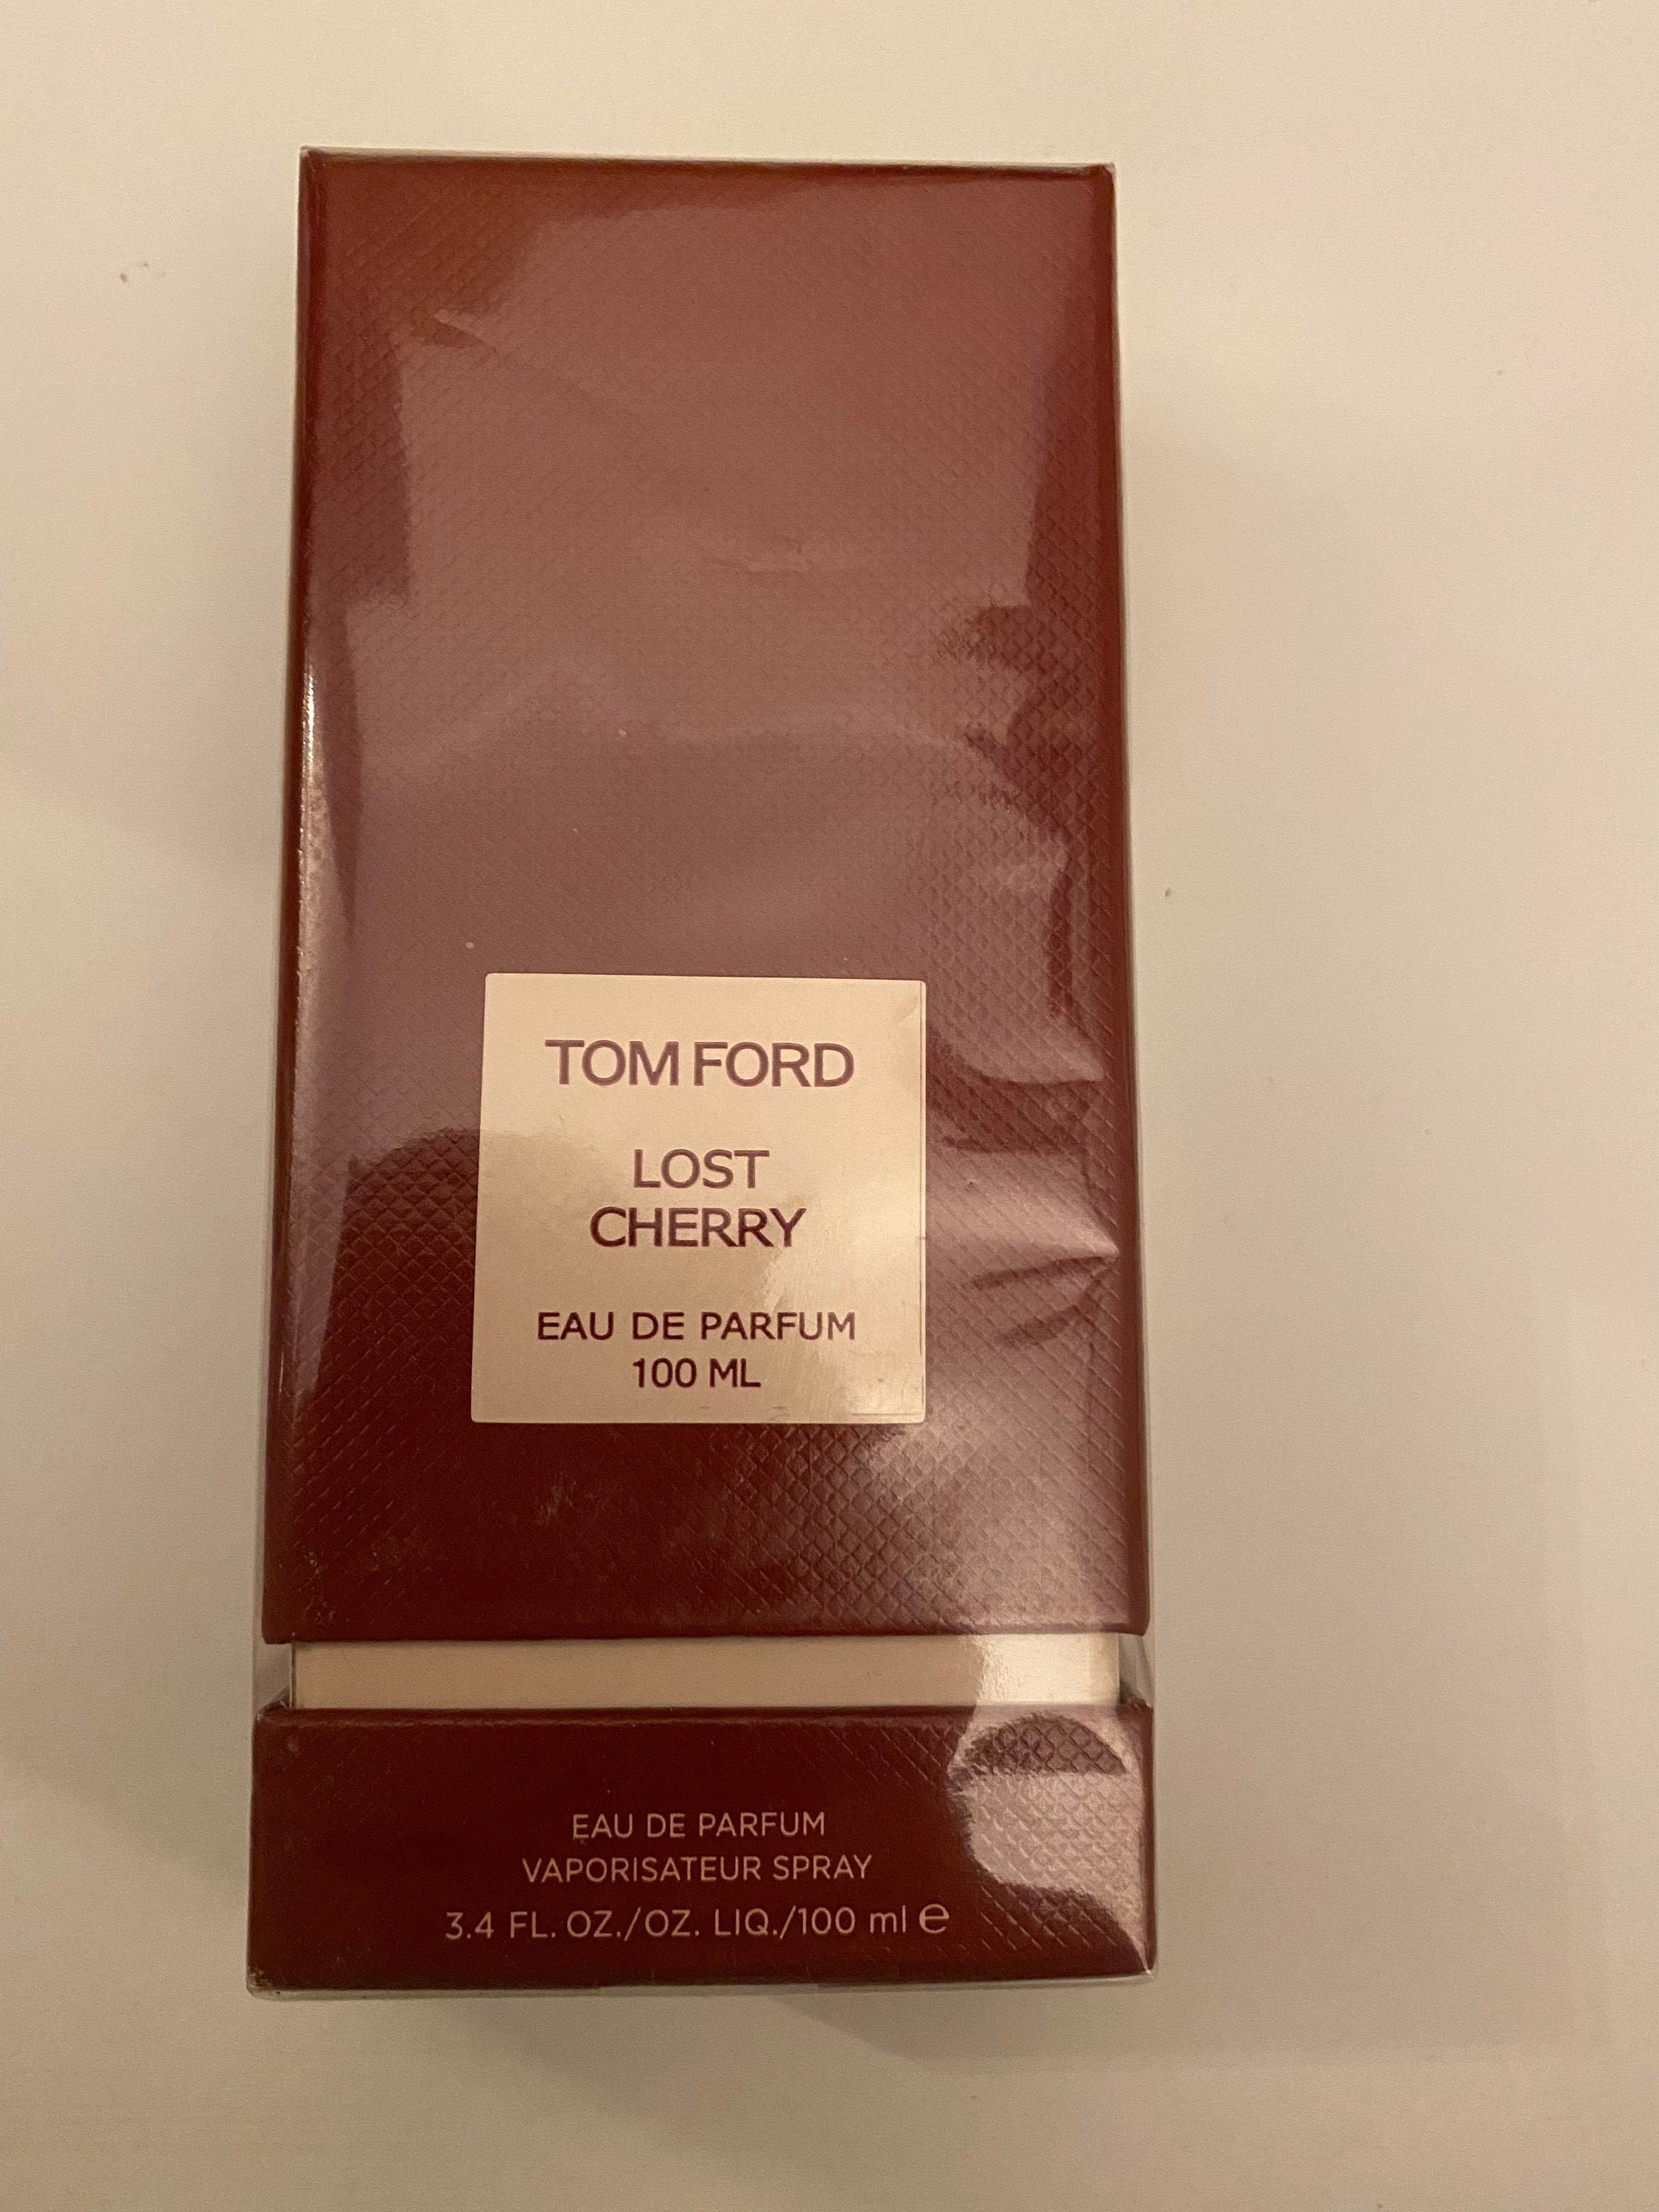 TOM FORD
LOST
CHERRY
EAU DE PARFUM
100 ML
EAU DE PARFUM
VAPORISATEUR SPRAY
3.4 FL. OZ./OZ. LIQ./100 ml ℮